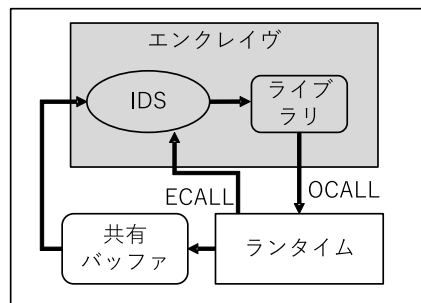 エンクレイヴ
IDS
ライブ
ラリ
ECALL
OCALL
共有
バッファ
ランタイム